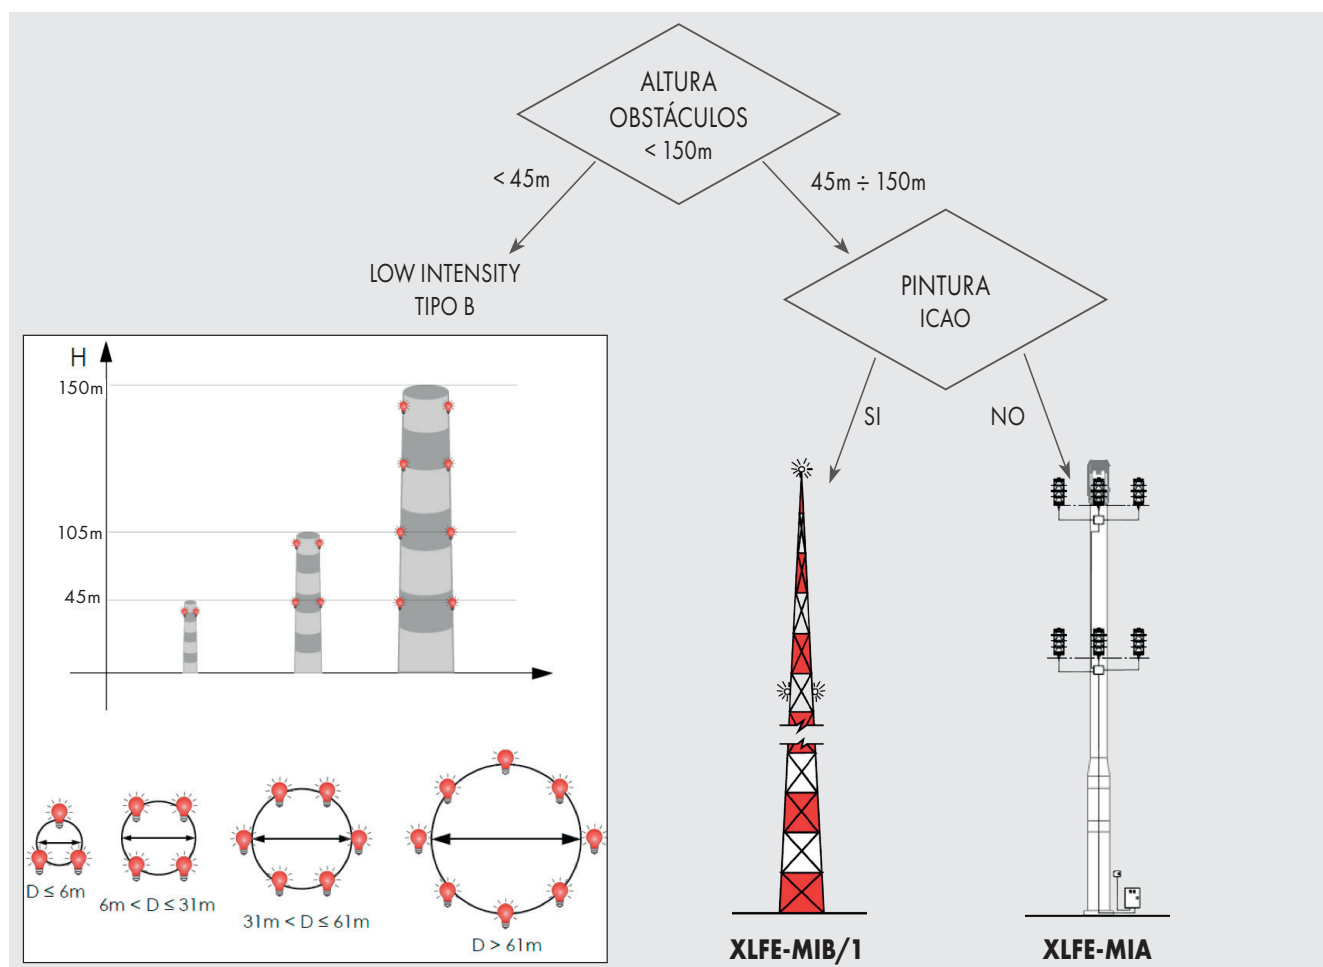 ALTURA
OBSTÁCULOS
< 150m
< 45m
45m ÷ 150m
LOW INTENSITY
TIPO B
PINTURA
ICAO
SI
NO
H
150m
105m
45m
D ≤ 6m
6m < D ≤ 31m
31m < D ≤ 61m
D > 61m
XLFE-MIB/1
XLFE-MIA